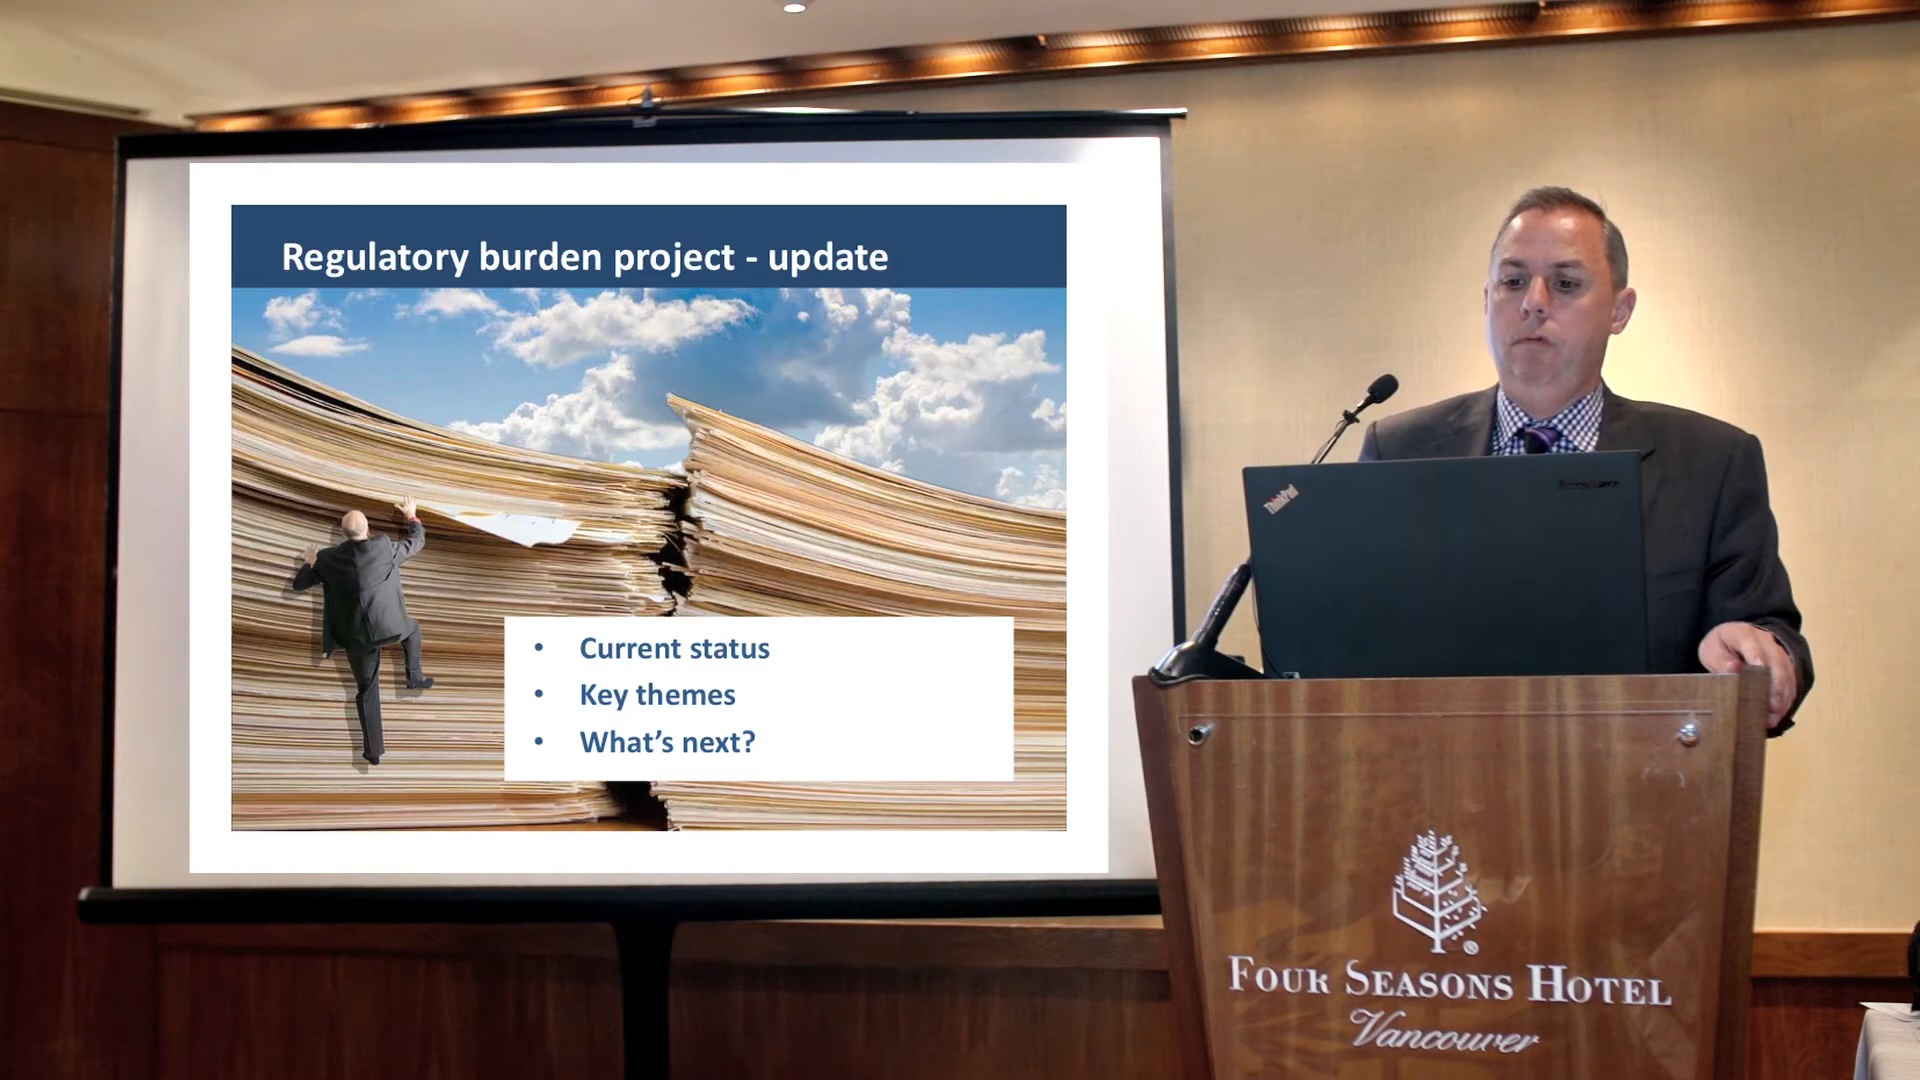 Regulatory burden project - update
• Current status
• Key themes
• What's next?
ThinkPad
FOUR SEASONS HOTEL
Vancouver